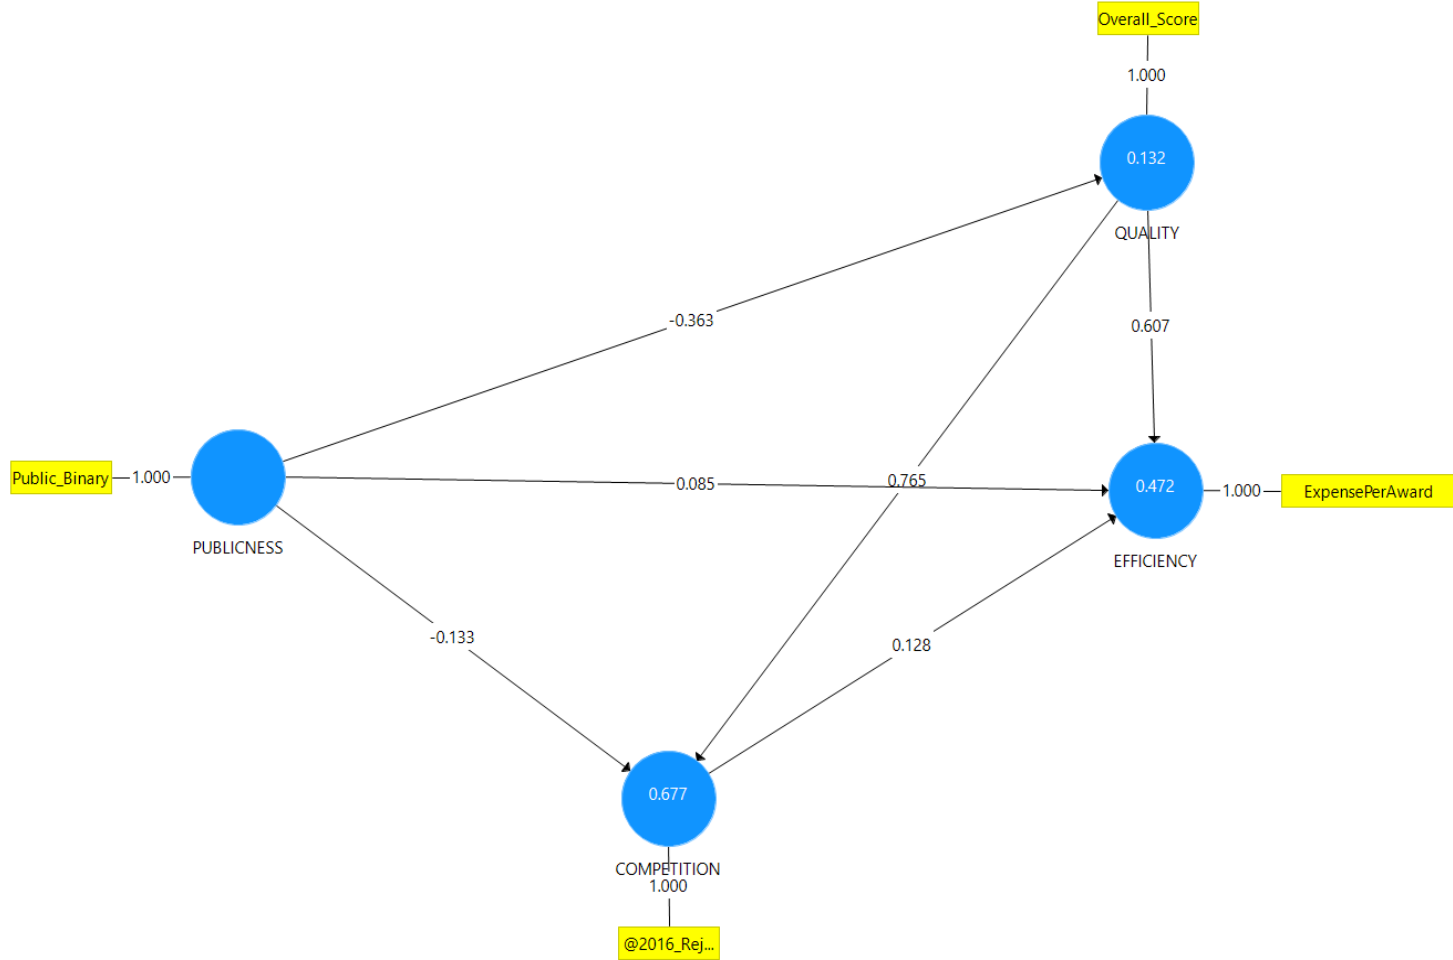 Overall_Score
1.000
0.132
QUALITY
-0.363
0.607
Public_Binary
1.000
PUBLICNESS
0.085
0.765
0.472
EFFICIENCY
1.000
ExpensePerAward
-0.133
0.128
0.677
COMPETITION
1.000
@2016_Rej...